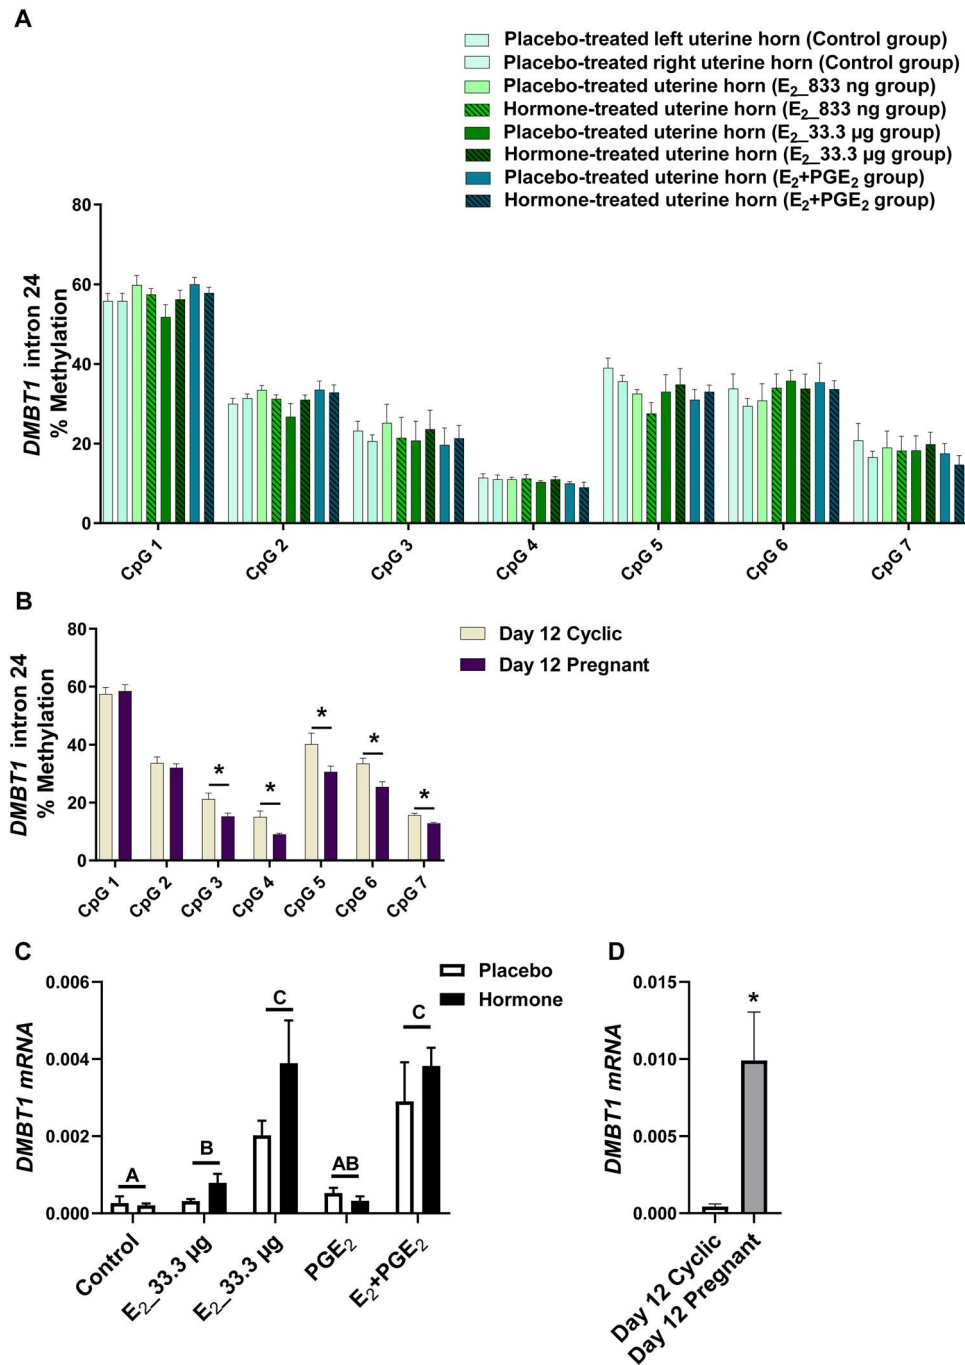 A
Placebo-treated left uterine horn (Control group)
Placebo-treated right uterine horn (Control group)
Placebo-treated uterine horn (E₂_833 ng group)
Hormone-treated uterine horn (E₂_833 ng group)
Placebo-treated uterine horn (E₂_33.3 µg group)
Hormone-treated uterine horn (E₂_33.3 µg group)
Placebo-treated uterine horn (E₂+PGE₂ group)
Hormone-treated uterine horn (E₂+PGE₂ group)
DMBT1 intron 24
% Methylation
80
60
40
20
0
CpG 1
CpG 2
CpG 3
CpG 4
CpG 5
CpG 6
CpG 7
B
Day 12 Cyclic
Day 12 Pregnant
DMBT1 intron 24
% Methylation
80
60
40
20
0
*
*
*
*
*
CpG 1
CpG 2
CpG 3
CpG 4
CpG 5
CpG 6
CpG 7
C
Placebo
Hormone
DMBT1 mRNA
0.006
0.004
0.002
0.000
A
B
C
AB
C
Control
E₂_33.3 µg
E₂_33.3 µg
PGE₂
E₂+PGE₂
D
DMBT1 mRNA
0.015
0.010
0.005
0.000
*
Day 12 Cyclic
Day 12 Pregnant